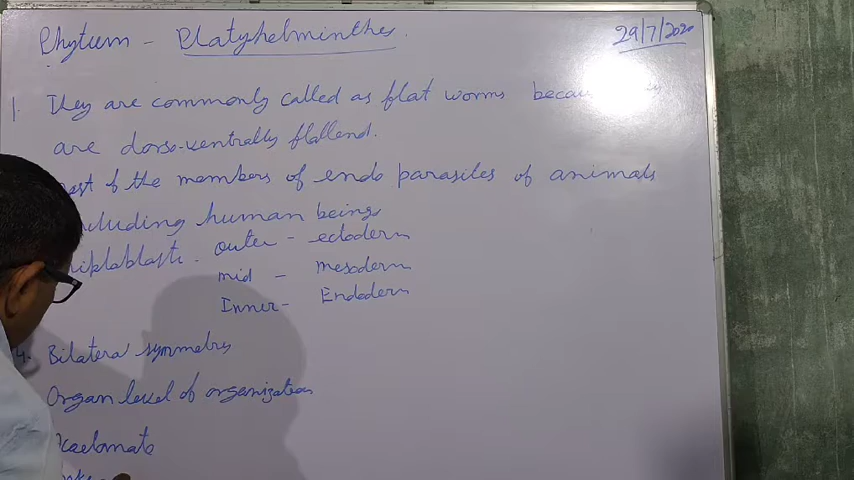 Phylum - Platyhelminthes.
29/7/2020
1. They are commonly called as flat worms
are dorso-ventrally
of the members of endo parasites of animals
including human beings
outer - ectoderm
mid - mesoderm
Inner - Endoderm
4. Bilateral symmetry
Organ level of organization